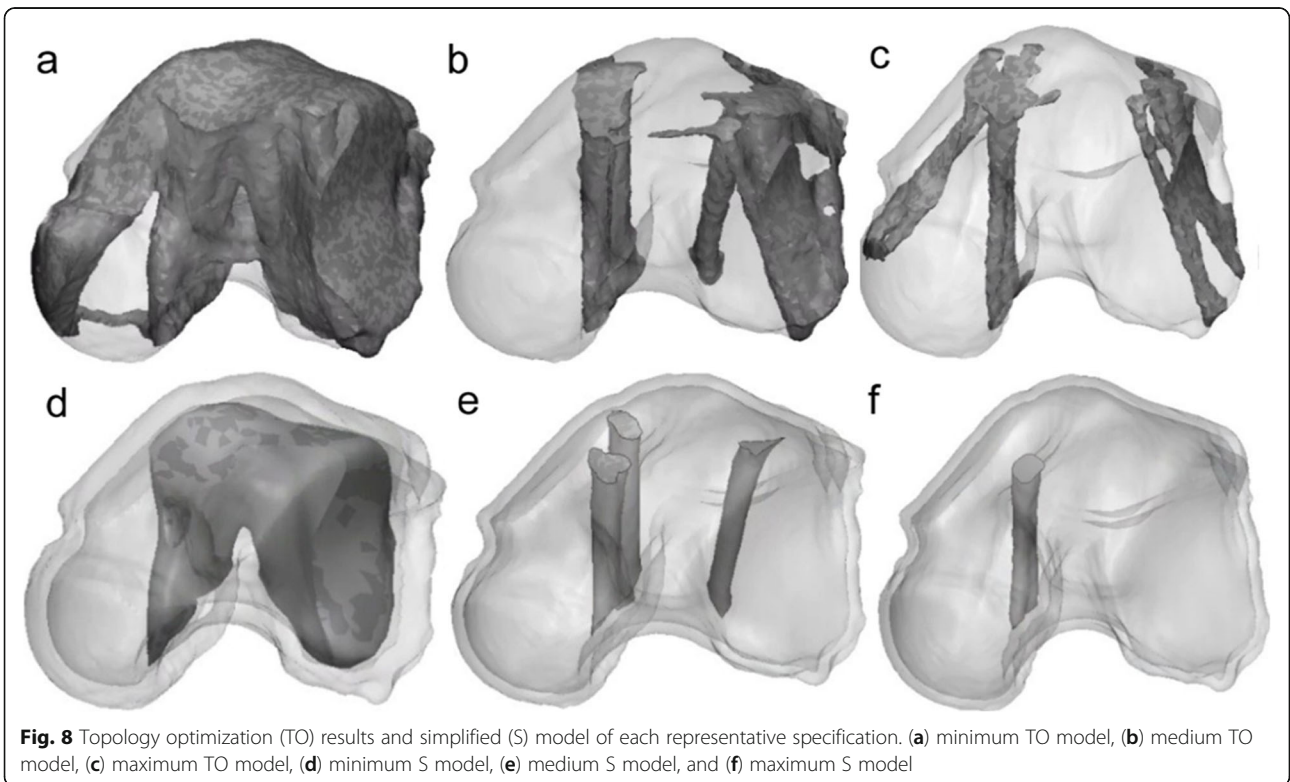 a
b
c
d
e
f
Fig. 8 Topology optimization (TO) results and simplified (S) model of each representative specification. (a) minimum TO model, (b) medium TO
model, (c) maximum TO model, (d) minimum S model, (e) medium S model, and (f) maximum S model